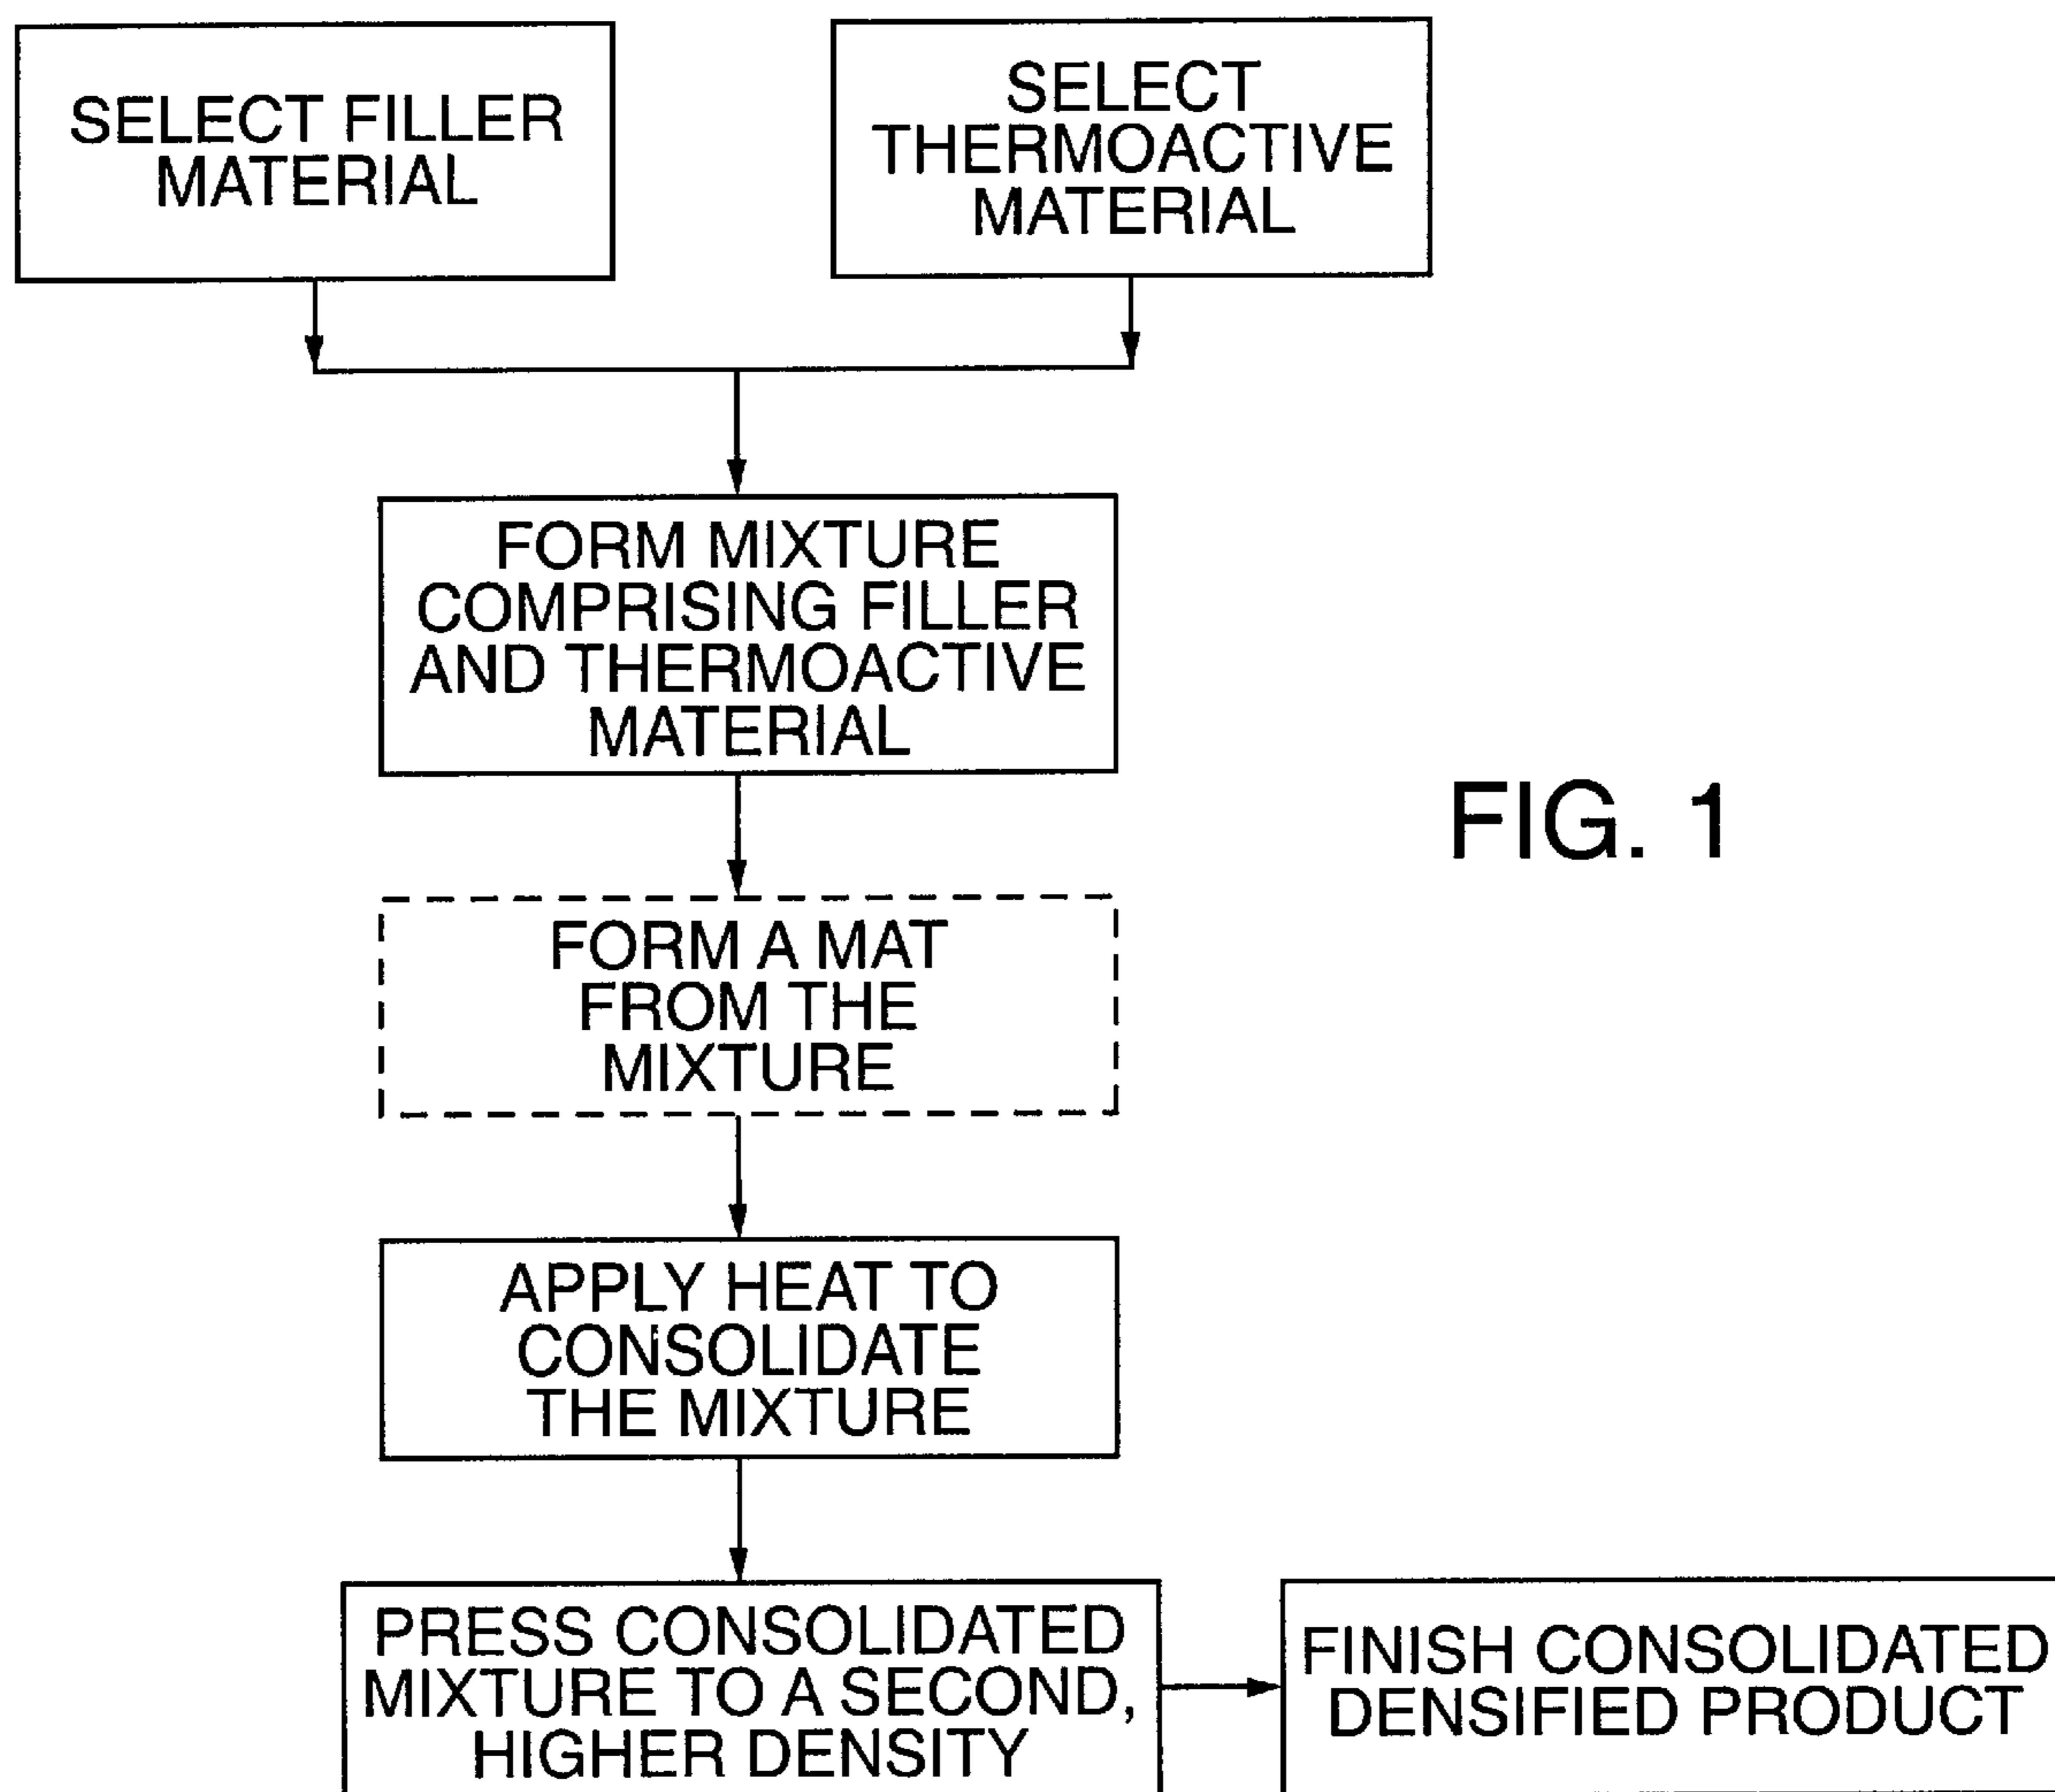 SELECT FILLER
MATERIAL
SELECT
THERMOACTIVE
MATERIAL
FORM MIXTURE
COMPRISING FILLER
AND THERMOACTIVE
MATERIAL
FIG. 1
FORM A MAT
FROM THE
MIXTURE
APPLY HEAT TO
CONSOLIDATE
THE MIXTURE
PRESS CONSOLIDATED
MIXTURE TO A SECOND,
HIGHER DENSITY
FINISH CONSOLIDATED
DENSIFIED PRODUCT